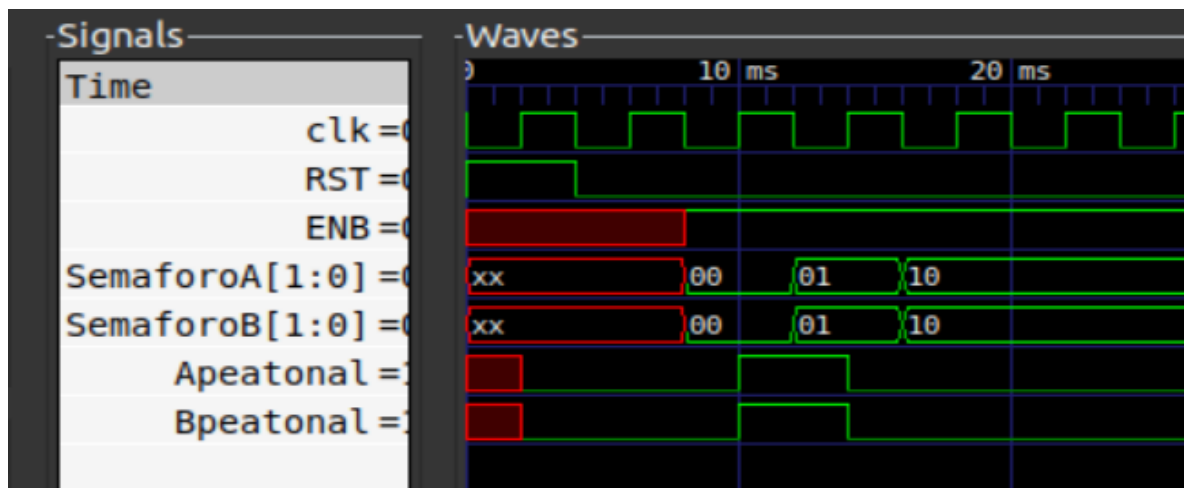 Signals
Waves
Time
0
10 ms
20 ms
clk =0
RST =0
ENB =0
SemaforoA[1:0] =0
xx
00
01
10
SemaforoB[1:0] =0
xx
00
01
10
Apeatonal =1
Bpeatonal =1